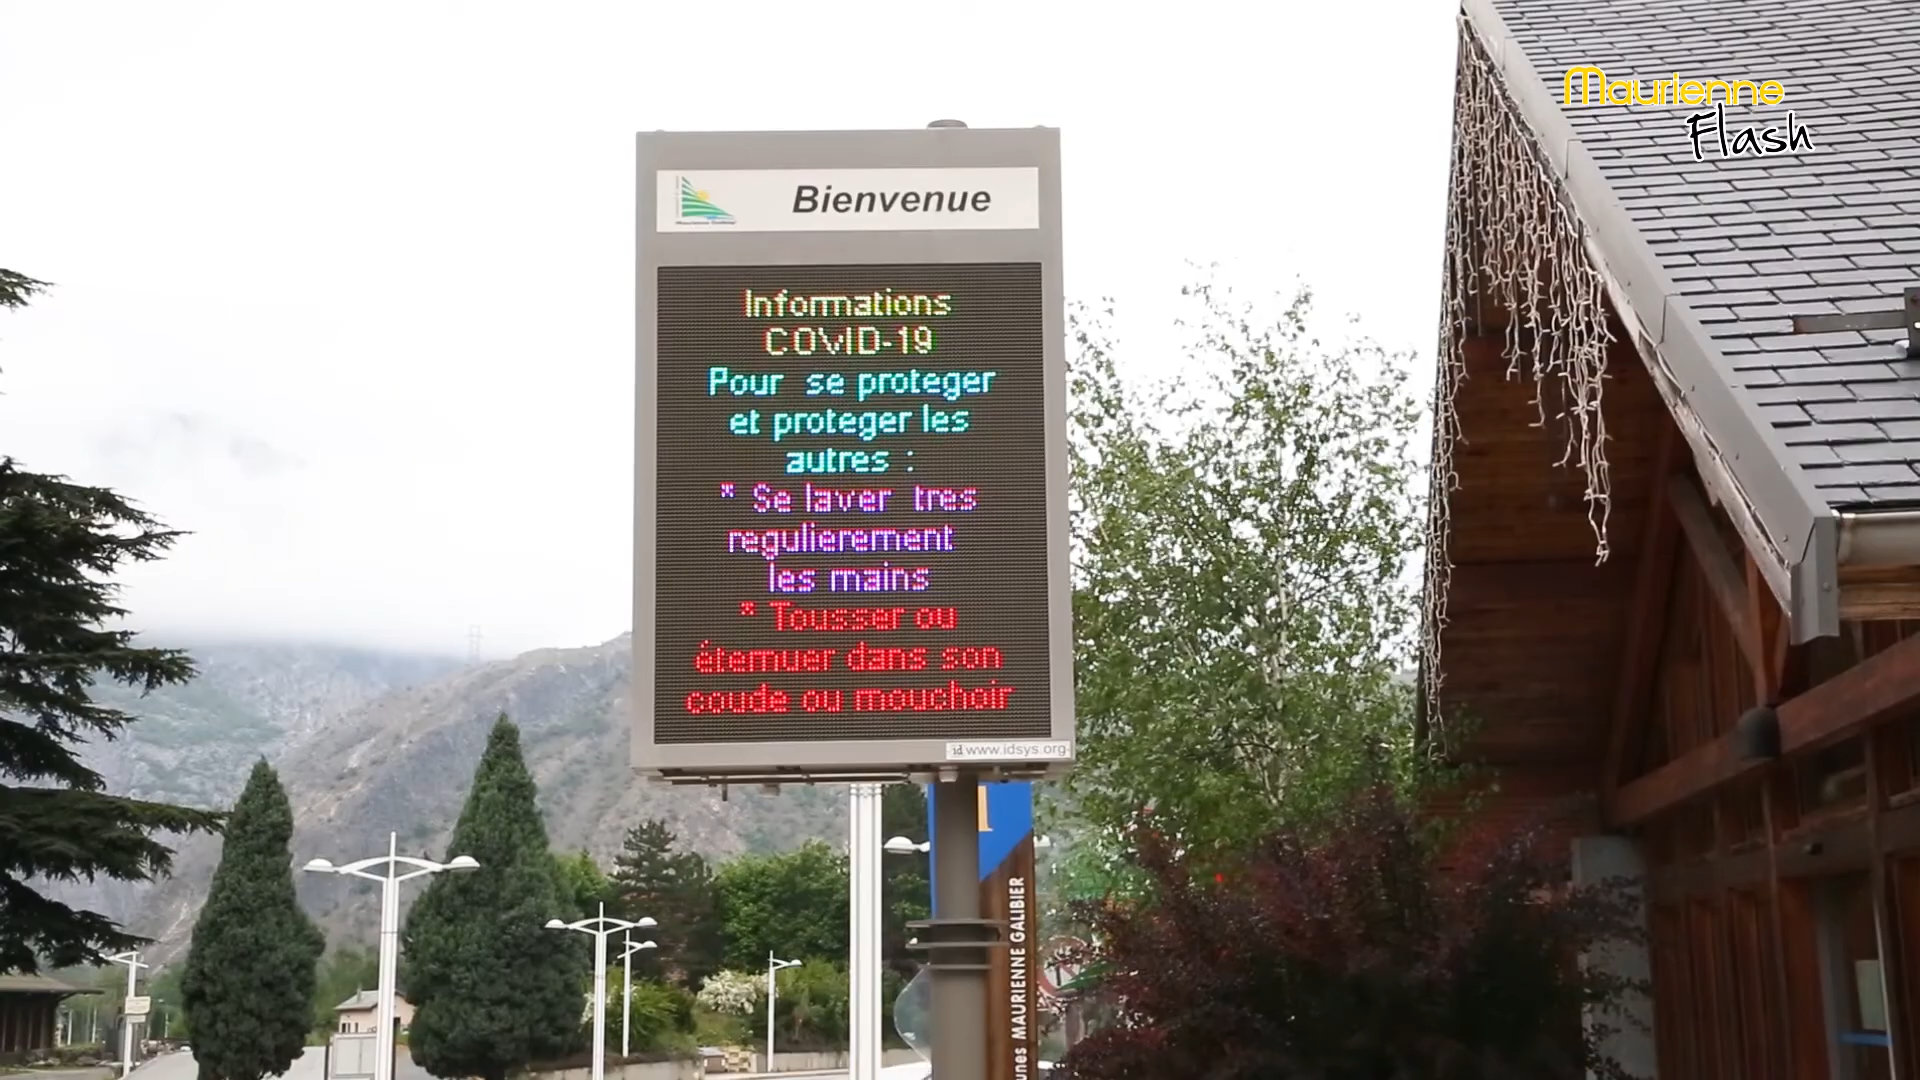 Maurienne
Flash
Bienvenue
Informations
COVID-19
Pour se proteger
et proteger les
autres :
* Se laver tres
regulierement
les mains
* Tousser ou
éternuer dans son
coude ou mouchoir
id www.idsys.org
MAURIENNE GALIBIER